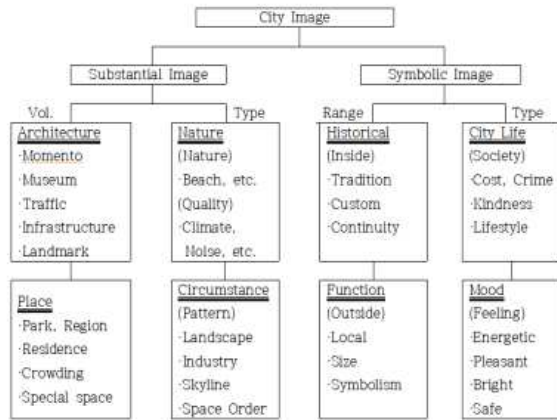 City Image
Substantial Image
Symbolic Image
Vol.
Type
Range
Type
Architecture
·Momento
·Museum
·Traffic
·Infrastructure
·Landmark
Nature
(Nature)
·Beach, etc.
(Quality)
·Climate,
Noise, etc.
Historical
(Inside)
·Tradition
·Custom
·Continuity
City Life
(Society)
·Cost, Crime
·Kindness
·Lifestyle
Place
·Park, Region
·Residence
·Crowding
·Special space
Circumstance
(Pattern)
·Landscape
·Industry
·Skyline
·Space Order
Function
(Outside)
·Local
·Size
·Symbolism
Mood
(Feeling)
·Energetic
·Pleasant
·Bright
·Safe